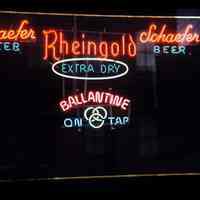 Schaefer
BEER
Rheingold
EXTRA DRY
Schaefer
BEER
BALLANTINE
ON TAP